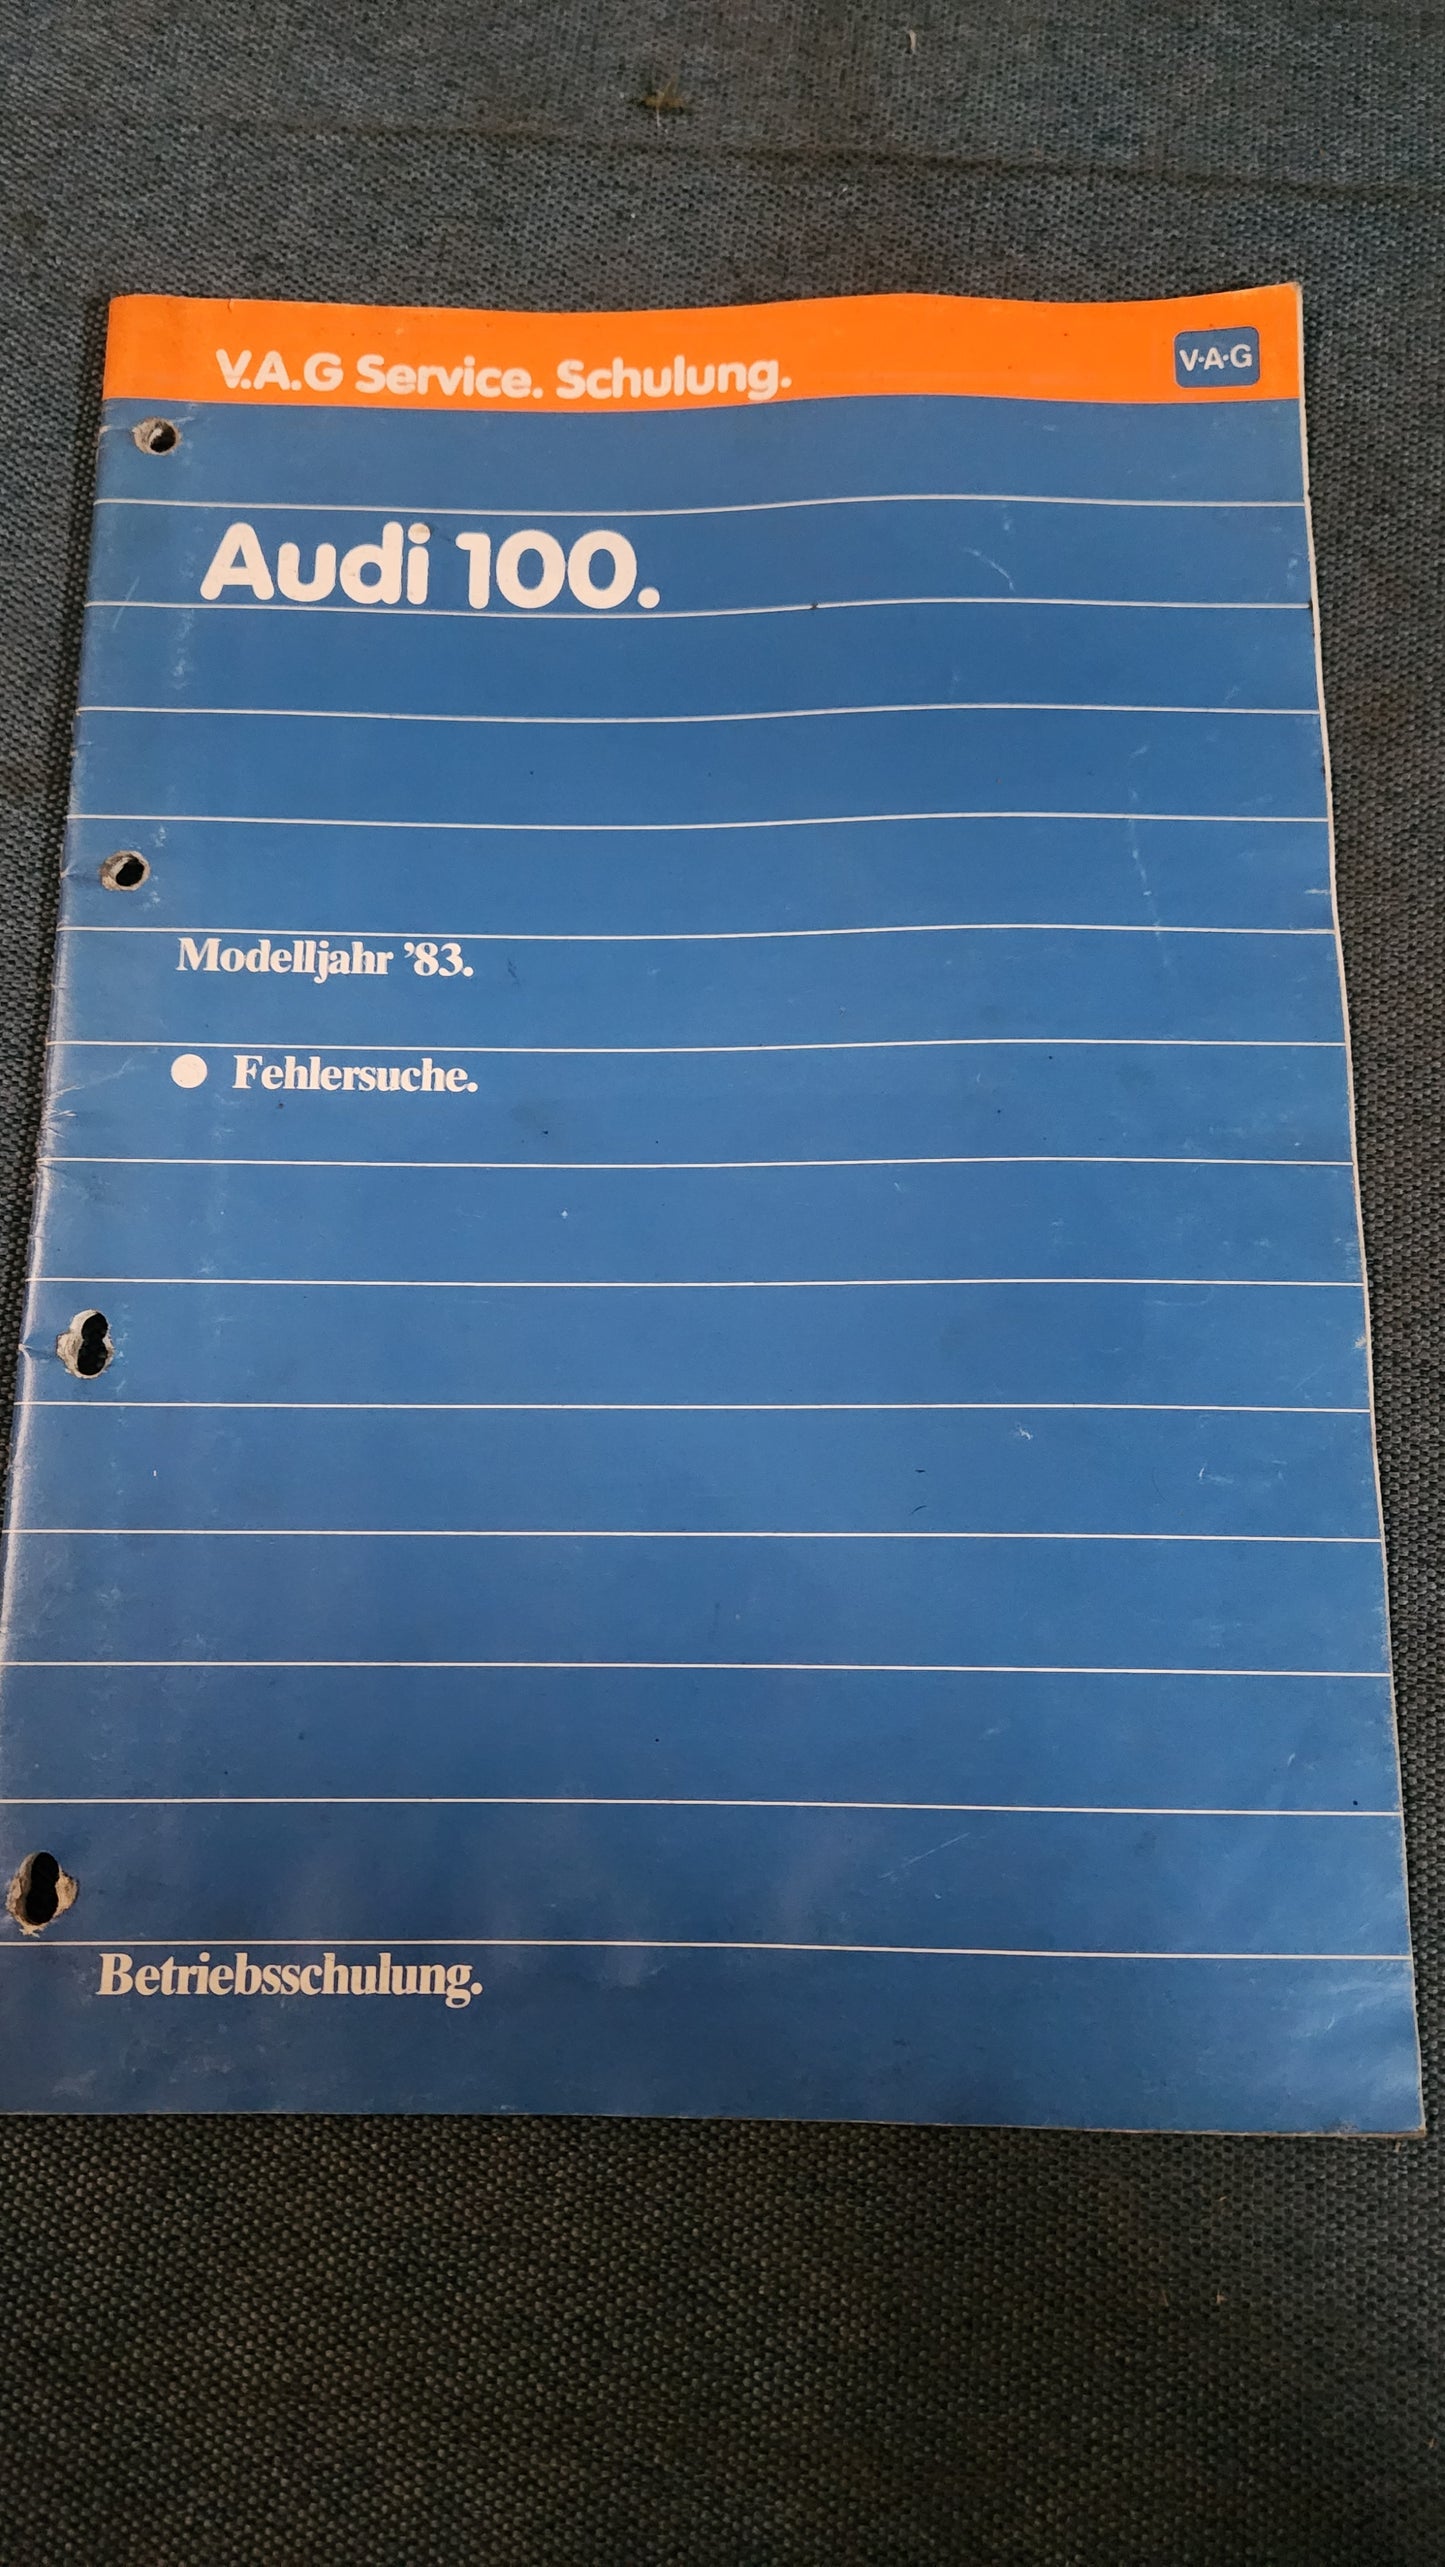 V.A.G Service. Schulung.
V·A·G
Audi 100.
Modelljahr ’83.
● Fehlersuche.
Betriebsschulung.